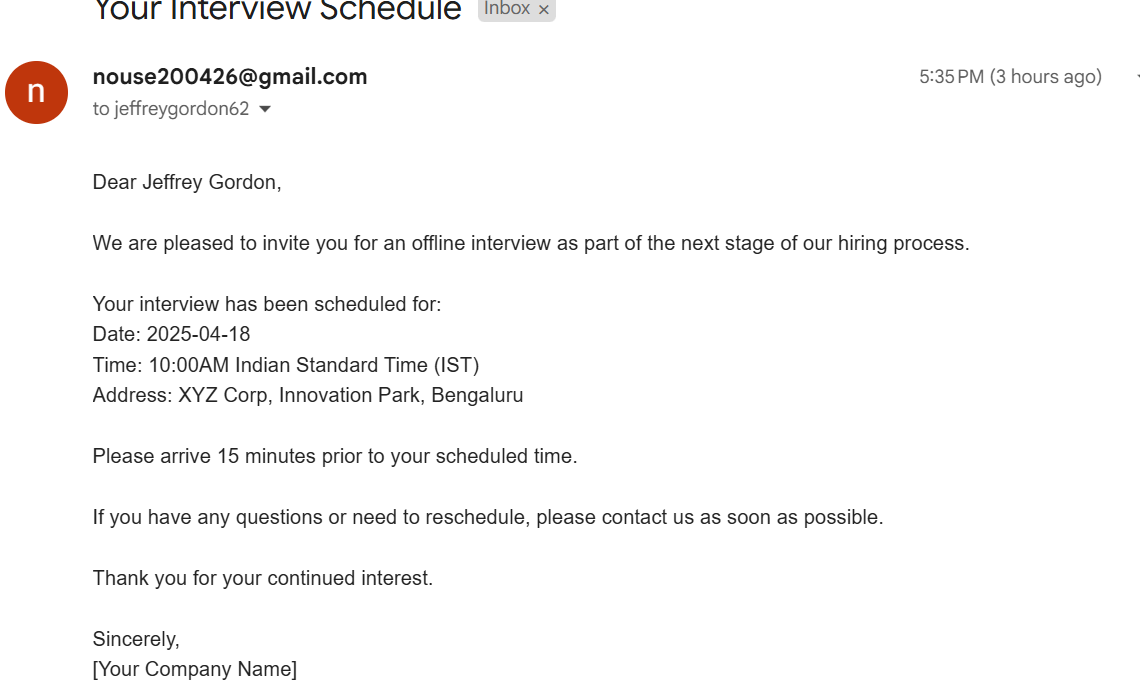 Your Interview Schedule Inbox ×
n
nouse200426@gmail.com 5:35 PM (3 hours ago)
to jeffreygordon62
Dear Jeffrey Gordon,
We are pleased to invite you for an offline interview as part of the next stage of our hiring process.
Your interview has been scheduled for:
Date: 2025-04-18
Time: 10:00AM Indian Standard Time (IST)
Address: XYZ Corp, Innovation Park, Bengaluru
Please arrive 15 minutes prior to your scheduled time.
If you have any questions or need to reschedule, please contact us as soon as possible.
Thank you for your continued interest.
Sincerely,
[Your Company Name]